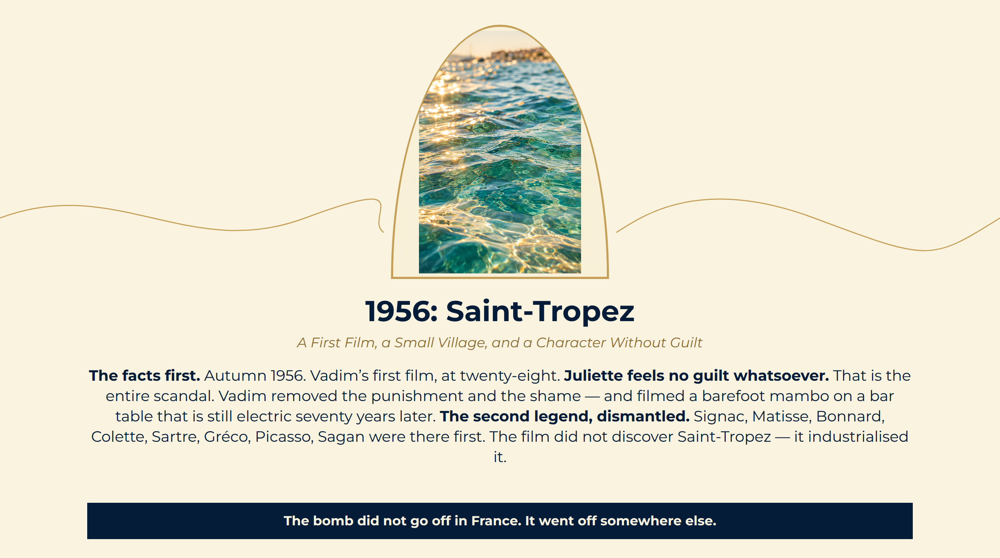 1956: Saint-Tropez
A First Film, a Small Village, and a Character Without Guilt
The facts first. Autumn 1956. Vadim’s first film, at twenty-eight. Juliette feels no guilt whatsoever. That is the
entire scandal. Vadim removed the punishment and the shame — and filmed a barefoot mambo on a bar
table that is still electric seventy years later. The second legend, dismantled. Signac, Matisse, Bonnard,
Colette, Sartre, Gréco, Picasso, Sagan were there first. The film did not discover Saint-Tropez — it industrialised
it.
The bomb did not go off in France. It went off somewhere else.